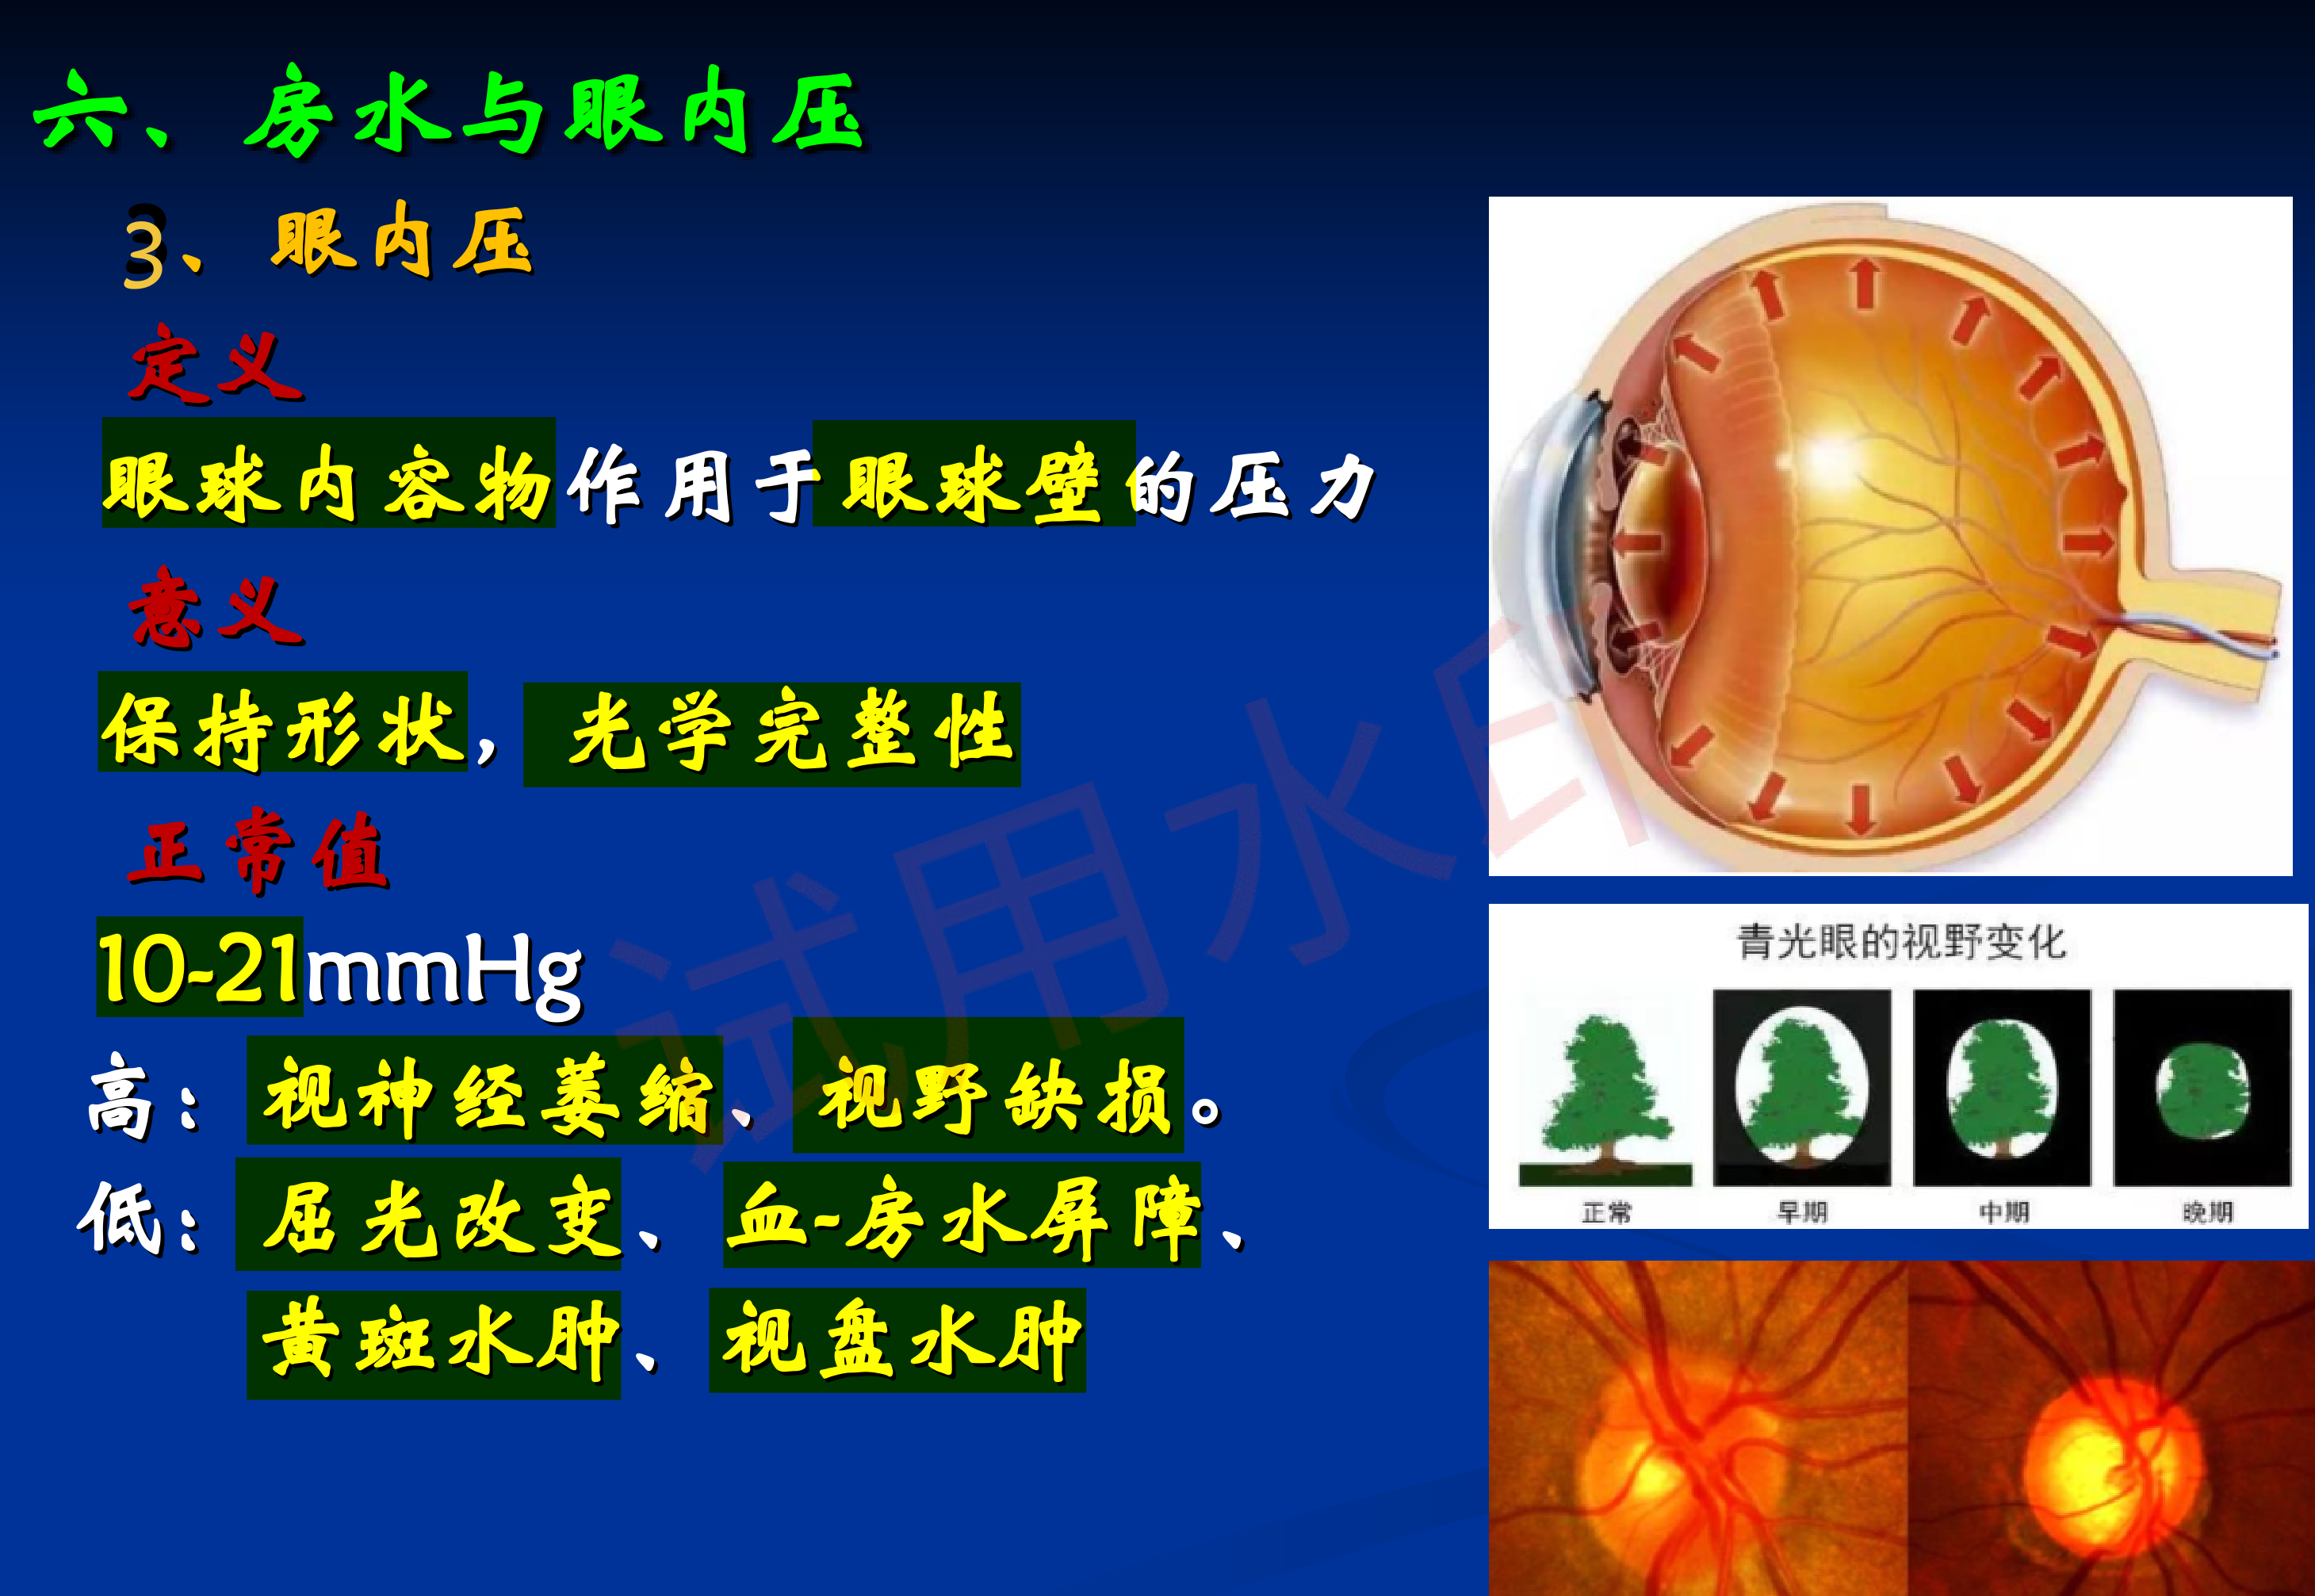 六、房水与眼内压
3、眼内压
定义
眼球内容物作用于眼球壁的压力
意义
保持形状，光学完整性
正常值
10-21mmHg
高：视神经萎缩、视野缺损。
低：屈光改变、血-房水屏障、
黄斑水肿、视盘水肿
青光眼的视野变化
正常 早期 中期 晚期
试用水印